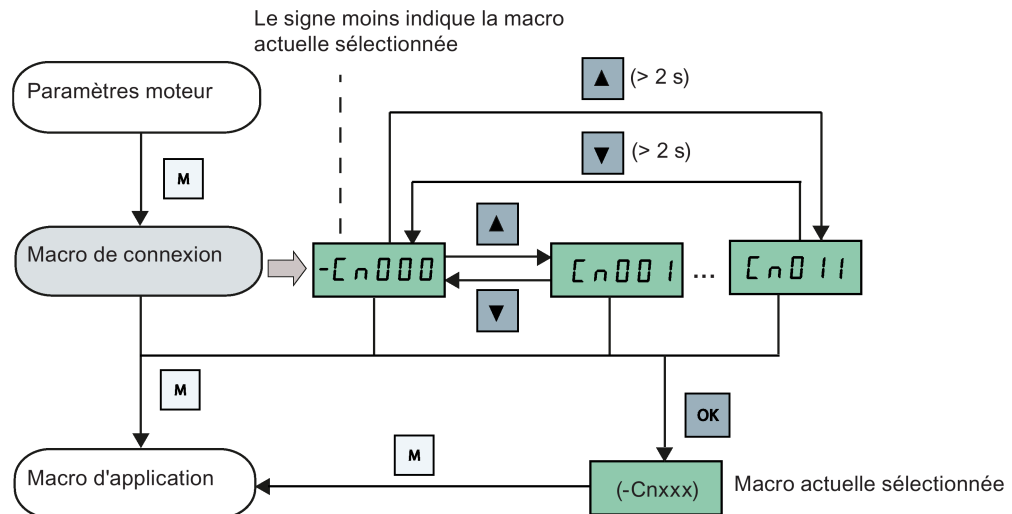 Le signe moins indique la macro
actuelle sélectionnée
Paramètres moteur
▲ (> 2 s)
▼ (> 2 s)
M
Macro de connexion
▲
-Cn000
Cn001
...
Cn011
▼
M
OK
M
Macro d'application
(-Cnxxx)
Macro actuelle sélectionnée